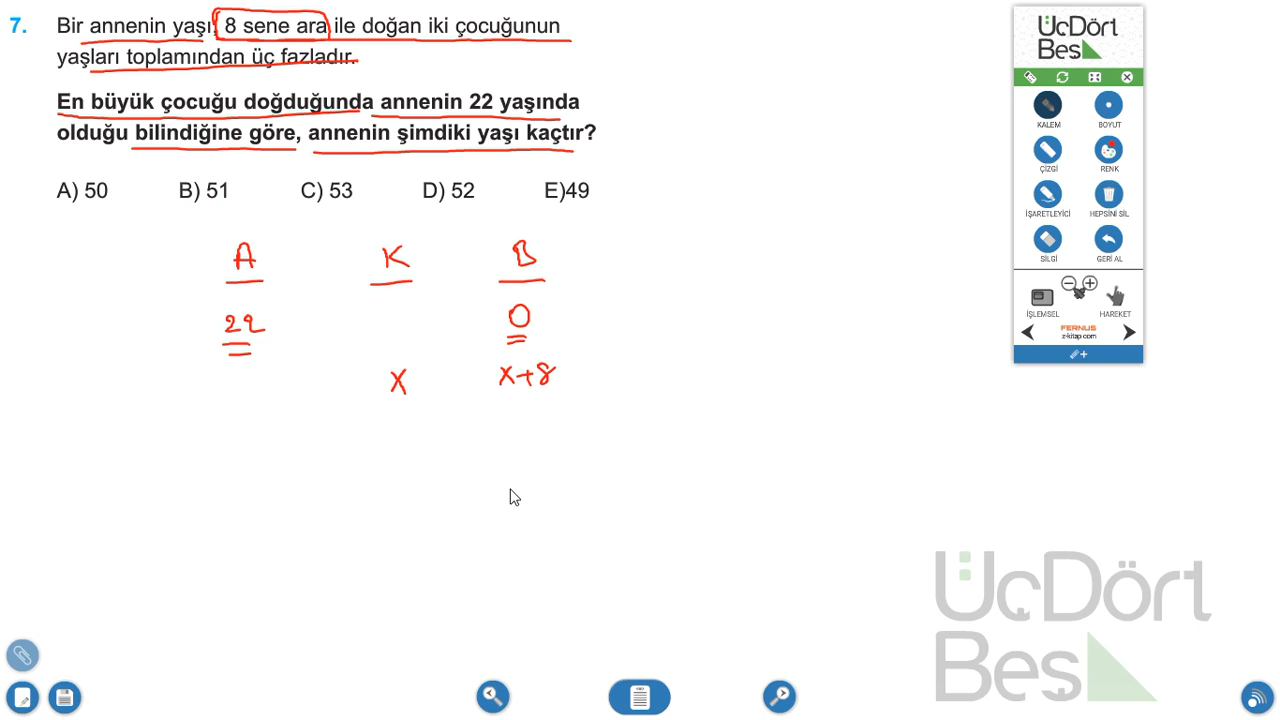 7. Bir annenin yaşı, 8 sene ara ile doğan iki çocuğunun
yaşları toplamından üç fazladır.
En büyük çocuğu doğduğunda annenin 22 yaşında
olduğu bilindiğine göre, annenin şimdiki yaşı kaçtır?
A) 50 B) 51 C) 53 D) 52 E)49
A K B
22 0
x x+8
ÜçDört
Beş
KALEM BOYUT
ÇİZGİ RENK
İŞARETLEYİCİ HEPSİNİ SİL
SİLGİ GERİ AL
İŞLEMSEL HAREKET
FERNUS
z-kitap.com
ÜçDört
Beş